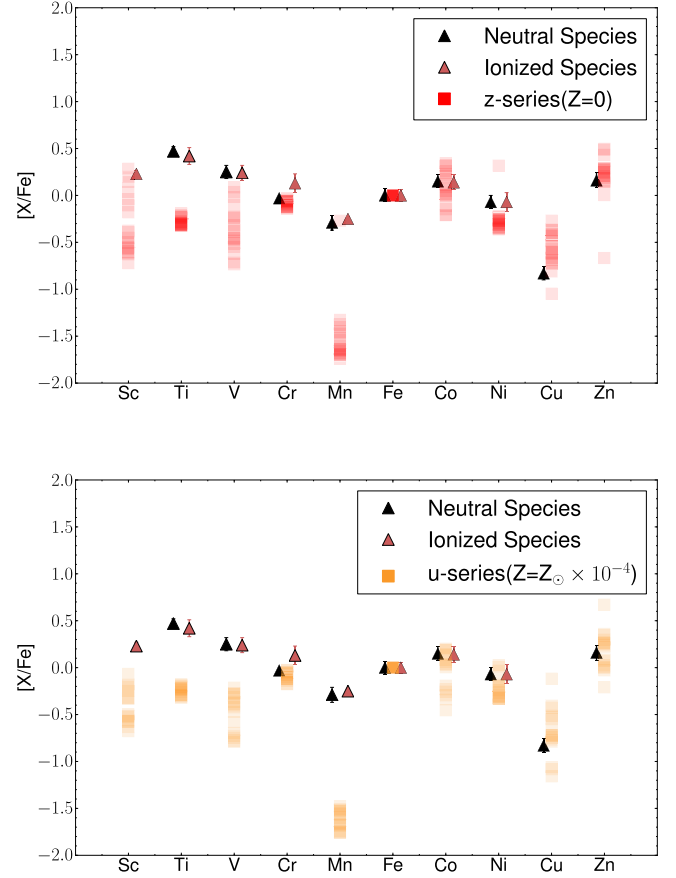 2.0
1.5
1.0
0.5
0.0
−0.5
−1.0
−1.5
−2.0
[X/Fe]
Neutral Species
Ionized Species
z-series(Z=0)
Sc Ti V Cr Mn Fe Co Ni Cu Zn
2.0
1.5
1.0
0.5
0.0
−0.5
−1.0
−1.5
−2.0
[X/Fe]
Neutral Species
Ionized Species
u-series(Z=Z⊙ × 10⁻⁴)
Sc Ti V Cr Mn Fe Co Ni Cu Zn